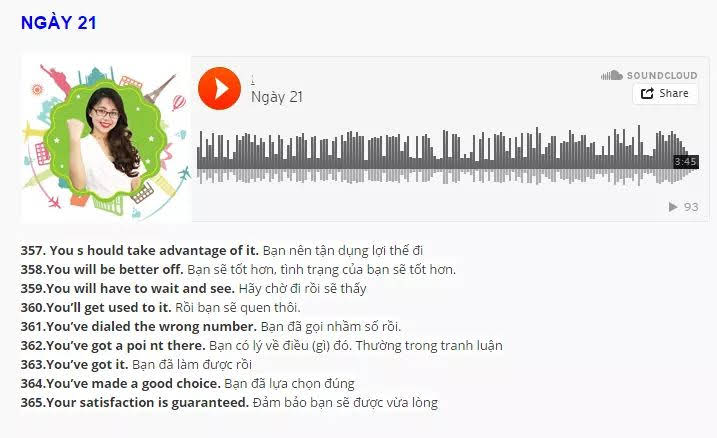 NGÀY 21
SOUNDCLOUD
Share
Ngày 21
3:45
93
357. You s hould take advantage of it. Bạn nên tận dụng lợi thế đi
358.You will be better off. Bạn sẽ tốt hơn, tình trạng của bạn sẽ tốt hơn.
359.You will have to wait and see. Hãy chờ đi rồi sẽ thấy
360.You’ll get used to it. Rồi bạn sẽ quen thôi.
361.You’ve dialed the wrong number. Bạn đã gọi nhầm số rồi.
362.You’ve got a poi nt there. Bạn có lý về điều (gì) đó. Thường trong tranh luận
363.You’ve got it. Bạn đã làm được rồi
364.You’ve made a good choice. Bạn đã lựa chọn đúng
365.Your satisfaction is guaranteed. Đảm bảo bạn sẽ được vừa lòng